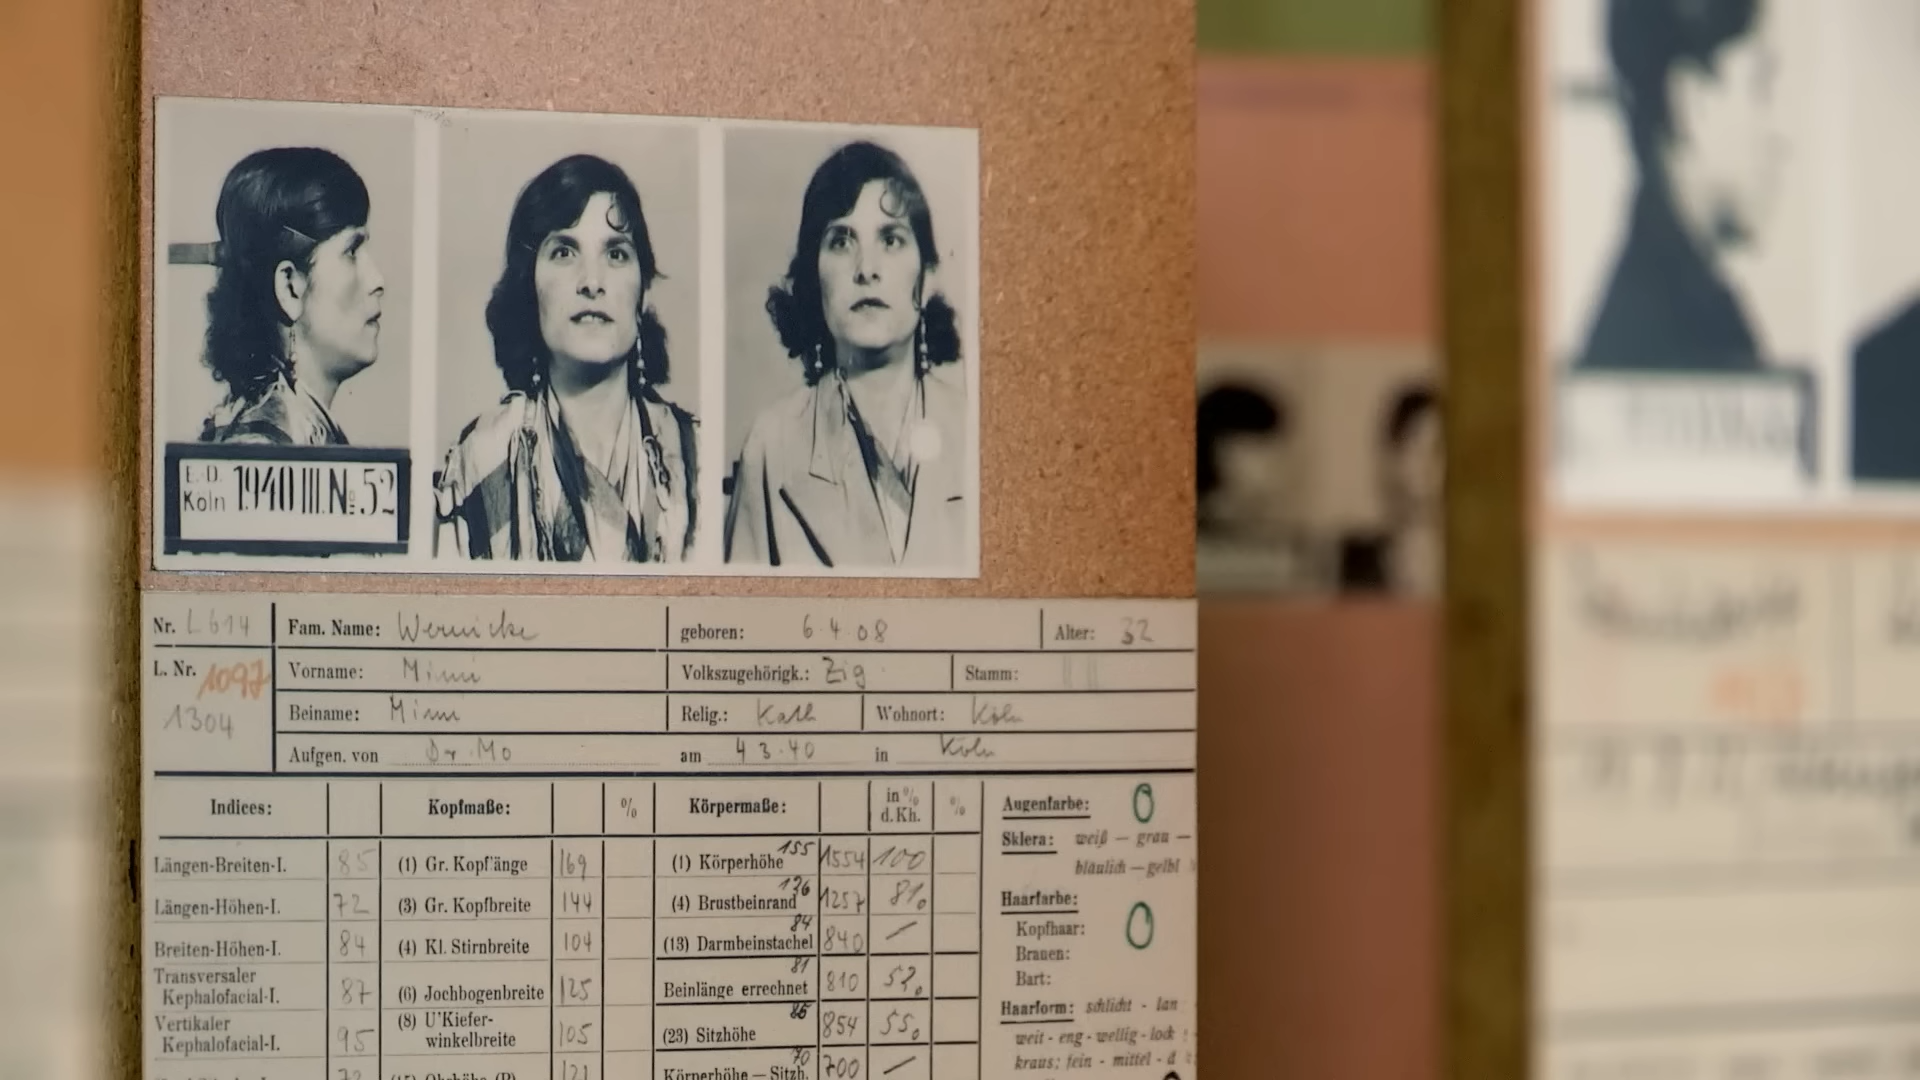 E.-D.
Köln 1940 III. No 52
Nr. L 614 Fam. Name: Wernicke geboren: 6.4.08 Alter: 32
L. Nr. 1097 Vorname: Mimi Volkszugehörigk.: Zig. Stamm:
1304 Beiname: Mimi Relig.: Kath Wohnort: Köln
Aufgen. von Dr. Mo am 4 3.40 in Köln
Indices: Kopfmaße: % Körpermaße: in % d. Kh. % Augenfarbe: 0
Sklera: weiß — grau —
bläulich — gelbl
Längen-Breiten-I. 85 (1) Gr. Kopflänge 169 (1) Körperhöhe 155 1554 100
Haarfarbe:
Längen-Höhen-I. 72 (3) Gr. Kopfbreite 144 (4) Brustbeinrand 126 1257 81
Kopfhaar: 0
Breiten-Höhen-I. 84 (4) Kl. Stirnbreite 104 (13) Darmbeinstachel 84 840 —
Brauen:
Bart:
Transversaler
Kephalofacial-I. 87 (6) Jochbogenbreite 125 Beinlänge errechnet 81 810 52
Haarform: schlicht -
Vertikaler
Kephalofacial-I. 95 (8) U'Kiefer-
winkelbreite 105 (23) Sitzhöhe 85 854 55
weit - eng - wellig - lock
kraus; fein - mittel - d
121 Körperhöhe — Sitzh. 70 700 —